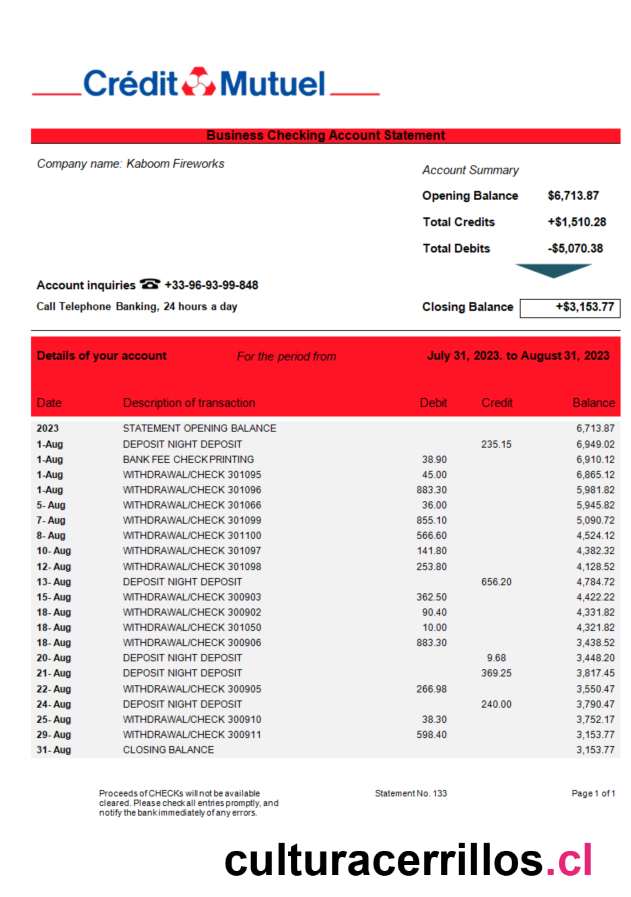 Crédit Mutuel
Business Checking Account Statement
Company name: Kaboom Fireworks
Account Summary
Opening Balance $6,713.87
Total Credits +$1,510.28
Total Debits -$5,070.38
Account inquiries ☎ +33-96-93-99-848
Call Telephone Banking, 24 hours a day
Closing Balance +$3,153.77
Details of your account For the period from July 31, 2023. to August 31, 2023
Date Description of transaction Debit Credit Balance
2023 STATEMENT OPENING BALANCE 6,713.87
1-Aug DEPOSIT NIGHT DEPOSIT 235.15 6,949.02
1-Aug BANK FEE CHECK PRINTING 38.90 6,910.12
1-Aug WITHDRAWAL/CHECK 301095 45.00 6,865.12
1-Aug WITHDRAWAL/CHECK 301096 883.30 5,981.82
5- Aug WITHDRAWAL/CHECK 301066 36.00 5,945.82
7- Aug WITHDRAWAL/CHECK 301099 855.10 5,090.72
8- Aug WITHDRAWAL/CHECK 301100 566.60 4,524.12
10- Aug WITHDRAWAL/CHECK 301097 141.80 4,382.32
12- Aug WITHDRAWAL/CHECK 301098 253.80 4,128.52
13- Aug DEPOSIT NIGHT DEPOSIT 656.20 4,784.72
15- Aug WITHDRAWAL/CHECK 300903 362.50 4,422.22
18- Aug WITHDRAWAL/CHECK 300902 90.40 4,331.82
18- Aug WITHDRAWAL/CHECK 301050 10.00 4,321.82
18- Aug WITHDRAWAL/CHECK 300906 883.30 3,438.52
20- Aug DEPOSIT NIGHT DEPOSIT 9.68 3,448.20
21- Aug DEPOSIT NIGHT DEPOSIT 369.25 3,817.45
22- Aug WITHDRAWAL/CHECK 300905 266.98 3,550.47
24- Aug DEPOSIT NIGHT DEPOSIT 240.00 3,790.47
25- Aug WITHDRAWAL/CHECK 300910 38.30 3,752.17
29- Aug WITHDRAWAL/CHECK 300911 598.40 3,153.77
31- Aug CLOSING BALANCE 3,153.77
Proceeds of CHECKs will not be available
cleared. Please check all entries promptly, and
notify the bank immediately of any errors.
Statement No. 133
Page 1 of 1
culturacerrillos.cl